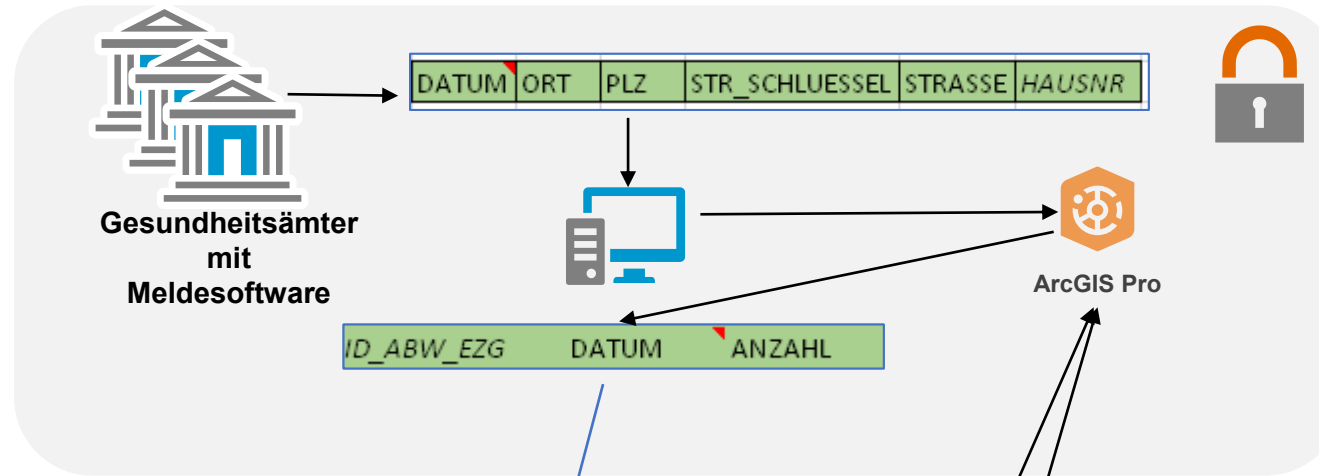 DATUM ORT PLZ STR_SCHLUESSEL STRASSE HAUSNR
Gesundheitsämter
mit
Meldesoftware
ArcGIS Pro
ID_ABW_EZG DATUM ANZAHL